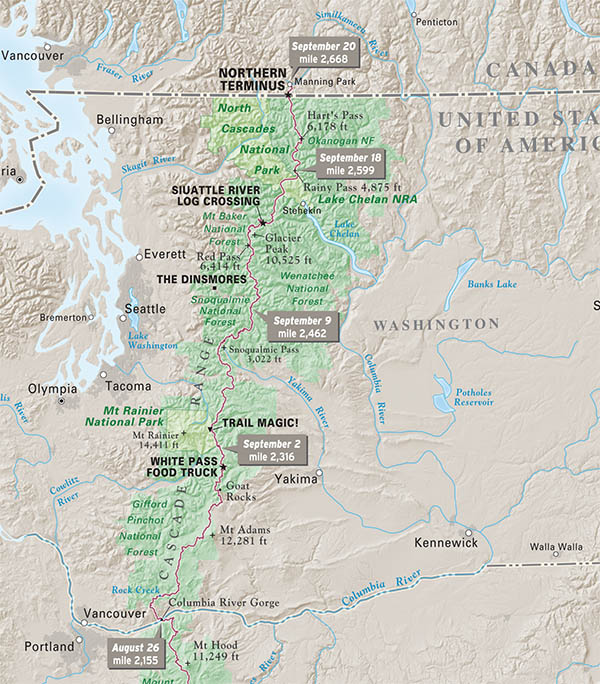 Penticton
Similkameen
River
September 20
mile 2,668
Vancouver
Fraser River
CANADA
NORTHERN
TERMINUS
Manning Park
North
Cascades
National
Park
Hart's Pass
6,178 ft
Okanogan NF
UNITED STA
OF AMERIC
Bellingham
September 18
mile 2,599
Skagit River
ria
Rainy Pass 4,875 ft
Lake Chelan NRA
SIUATTLE RIVER
LOG CROSSING
Stehekin
Mt Baker
National
Forest
Lake
Chelan
Glacier
Peak
10,525 ft
Everett
Red Pass
6,414 ft
THE DINSMORES
Wenatchee
National
Forest
Banks Lake
Snoqualmie
National
Forest
Seattle
Bremerton
September 9
mile 2,462
WASHINGTON
Lake
Washington
Snoqualmie Pass
3,022 ft
RANGE
Tacoma
Olympia
Yakima River
Columbia River
Potholes
Reservoir
lis River
Mt Rainier
National Park
Mt Rainier
14,411 ft
TRAIL MAGIC!
September 2
mile 2,316
WHITE PASS
FOOD TRUCK
Cowlitz
River
Yakima
Goat
Rocks
CASCADE
Gifford
Pinchot
National
Forest
Mt Adams
12,281 ft
Kennewick
Walla Walla
Rock Creek
Columbia River Gorge
Columbia River
Vancouver
August 26
mile 2,155
Portland
Mt Hood
11,249 ft
Mount